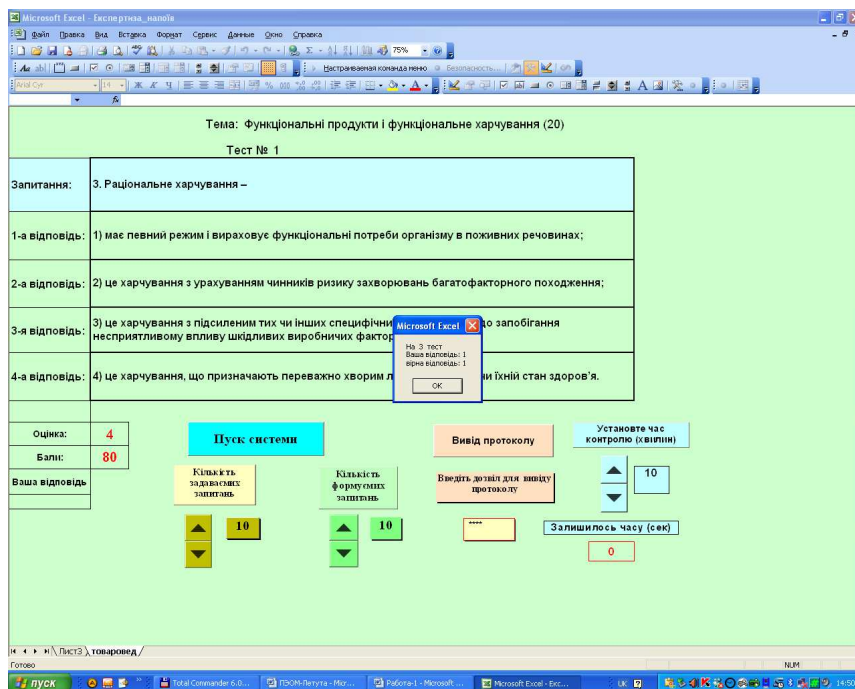 Microsoft Excel - Експертиза_напоїв
Файл Правка Вид Вставка Формат Сервис Данные Окно Справка
75%
Настраиваемая команда меню Безопасность...
Arial Cyr 14 Ж К Ч
fx
Тема: Функціональні продукти і функціональне харчування (20)
Тест № 1
Запитання: 3. Раціональне харчування –
1-а відповідь: 1) має певний режим і вираховує функціональні потреби організму в поживних речовинах;
2-а відповідь: 2) це харчування з урахуванням чинників ризику захворювань багатофакторного походження;
3-я відповідь: 3) це харчування з підсиленим тих чи інших специфічни до запобігання
несприятливому впливу шкідливих виробничих фактор
4-а відповідь: 4) це харчування, що призначають переважно хворим л чи їхній стан здоров'я.
Microsoft Excel
На 3 тест
Ваша відповідь: 1
вірна відповідь: 1
OK
Оцінка: 4
Бали: 80
Ваша відповідь
Пуск системи
Вивід протоколу
Установте час
контролю (хвилин)
10
Кількість
задаваємих
запитань
10
Кількість
формуємих
запитань
10
Введіть дозвіл для вивіду
протоколу
****
Залишилось часу (сек)
0
Лист3 товаровед
Готово NUM
пуск Total Commander 6.0... ПЭОМ-Петута - Micr... Работа-1 - Microsoft ... Microsoft Excel - Екс... UK 14:50